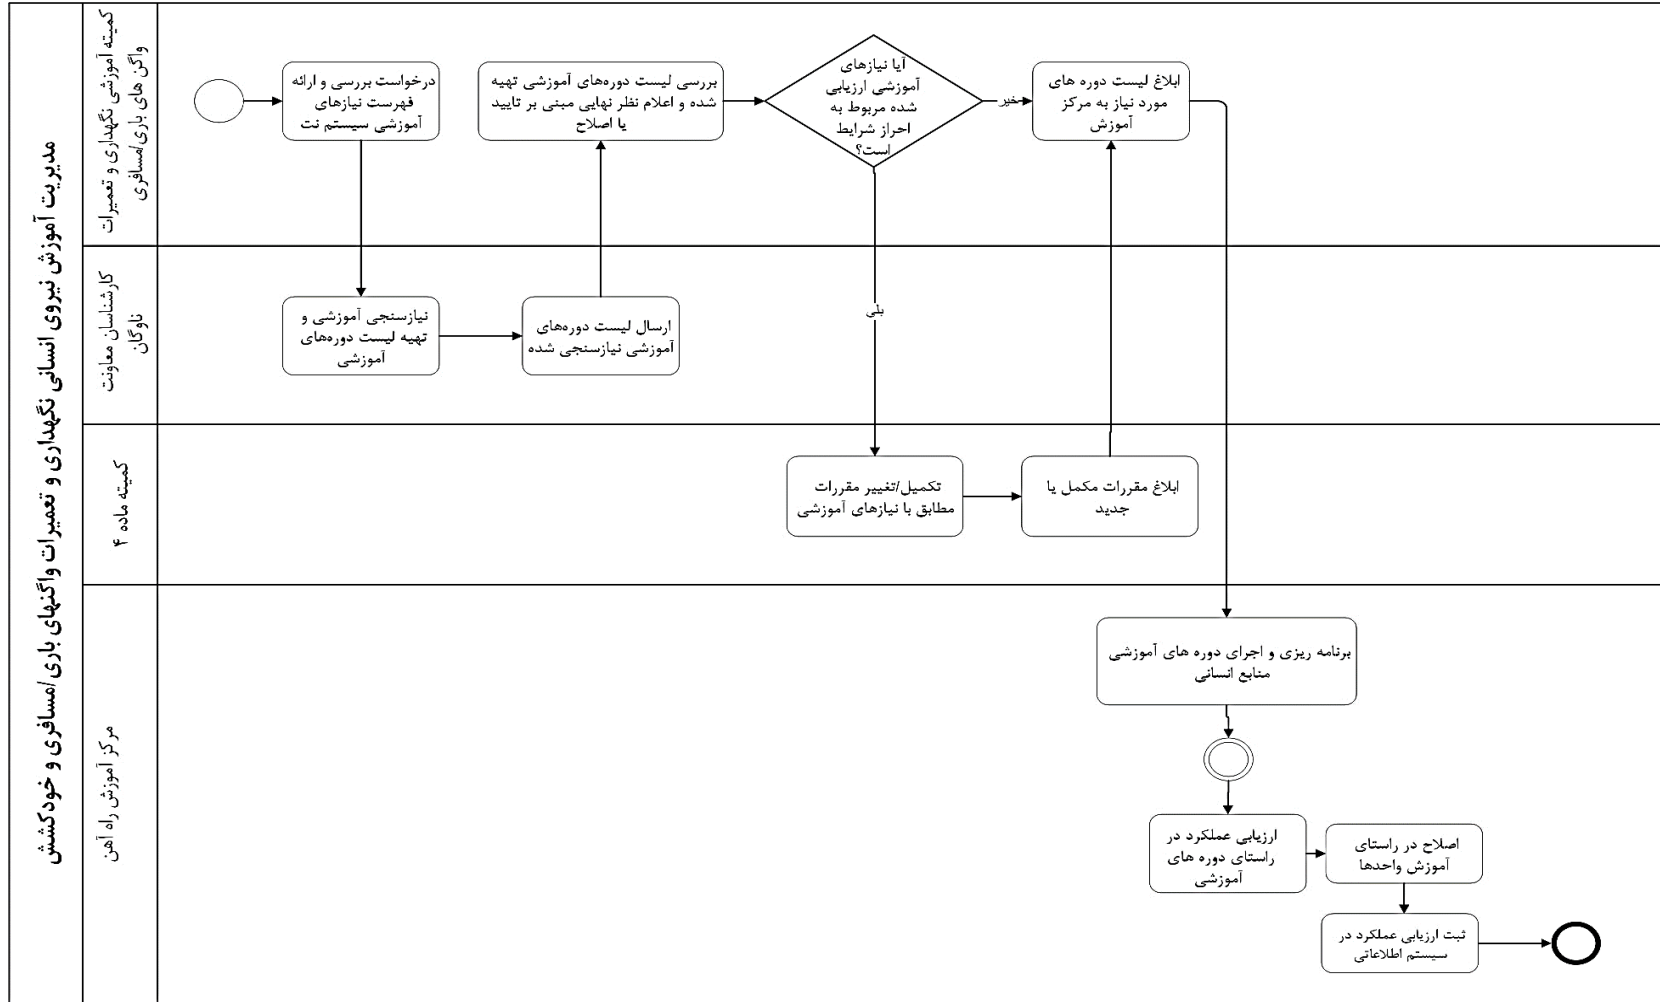 مدیریت آموزش نیروی انسانی نگهداری و تعمیرات واگنهای باری/مسافری و خودکشش
کمیته آموزشی نگهداری و تعمیرات
واگن های باری/مسافری
درخواست بررسی و ارائه
فهرست نیازهای
آموزشی سیستم نت
بررسی لیست دوره‌های آموزشی تهیه
شده و اعلام نظر نهایی مبنی بر تایید
یا اصلاح
آیا نیازهای
آموزشی ارزیابی
شده مربوط به
احراز شرایط
است؟
خیر
ابلاغ لیست دوره های
مورد نیاز به مرکز
آموزش
کارشناسان معاونت
ناوگان
نیازسنجی آموزشی و
تهیه لیست دوره‌های
آموزشی
ارسال لیست دوره‌های
آموزشی نیازسنجی شده
بلی
کمیته ماده ۴
تکمیل/تغییر مقررات
مطابق با نیازهای آموزشی
ابلاغ مقررات مکمل یا
جدید
مرکز آموزش راه آهن
برنامه ریزی و اجرای دوره های آموزشی
منابع انسانی
ارزیابی عملکرد در
راستای دوره های
آموزشی
اصلاح در راستای
آموزش واحدها
ثبت ارزیابی عملکرد در
سیستم اطلاعاتی